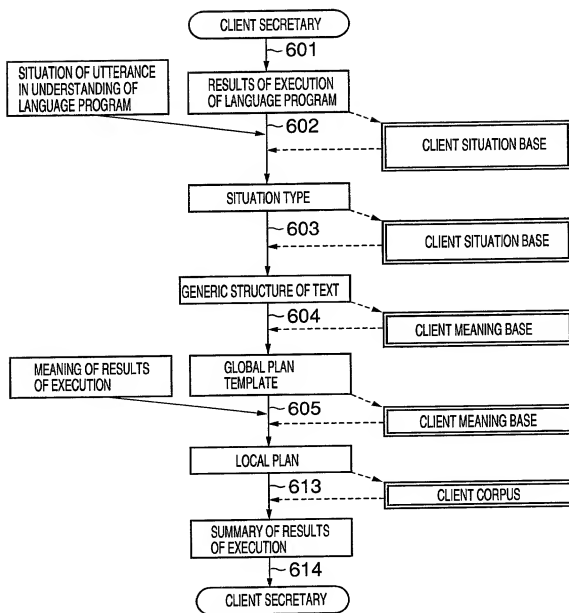 CLIENT SECRETARY
601
SITUATION OF UTTERANCE
IN UNDERSTANDING OF
LANGUAGE PROGRAM
RESULTS OF EXECUTION
OF LANGUAGE PROGRAM
602
CLIENT SITUATION BASE
SITUATION TYPE
603
CLIENT SITUATION BASE
GENERIC STRUCTURE OF TEXT
604
CLIENT MEANING BASE
MEANING OF RESULTS
OF EXECUTION
GLOBAL PLAN
TEMPLATE
605
CLIENT MEANING BASE
LOCAL PLAN
613
CLIENT CORPUS
SUMMARY OF RESULTS
OF EXECUTION
614
CLIENT SECRETARY